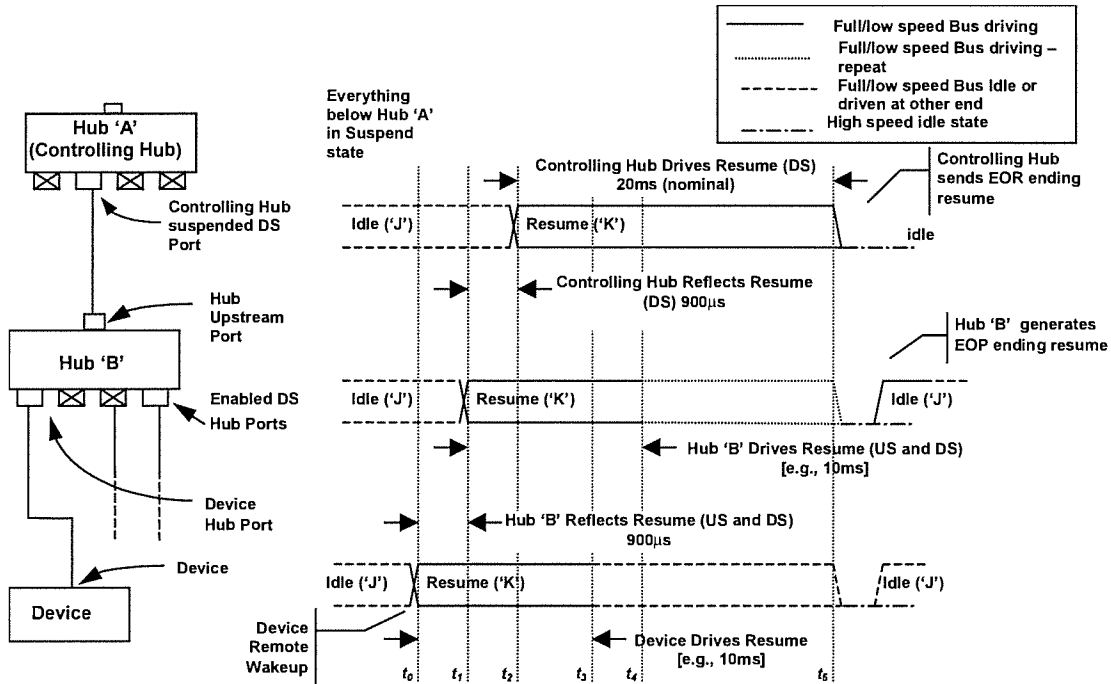 Full/low speed Bus driving
Full/low speed Bus driving –
repeat
Full/low speed Bus Idle or
driven at other end
High speed idle state
Hub 'A'
(Controlling Hub)
Controlling Hub
suspended DS
Port
Hub
Upstream
Port
Hub 'B'
Enabled DS
Hub Ports
Device
Hub Port
Device
Device
Everything
below Hub 'A'
in Suspend
state
Controlling Hub Drives Resume (DS)
20ms (nominal)
Controlling Hub
sends EOR ending
resume
Idle ('J')
Resume ('K')
idle
Controlling Hub Reflects Resume
(DS) 900µs
Hub 'B' generates
EOP ending resume
Idle ('J')
Resume ('K')
Idle ('J')
Hub 'B' Drives Resume (US and DS)
[e.g., 10ms]
Hub 'B' Reflects Resume (US and DS)
900µs
Idle ('J')
Resume ('K')
Idle ('J')
Device
Remote
Wakeup
Device Drives Resume
[e.g., 10ms]
t0 t1 t2 t3 t4 t5